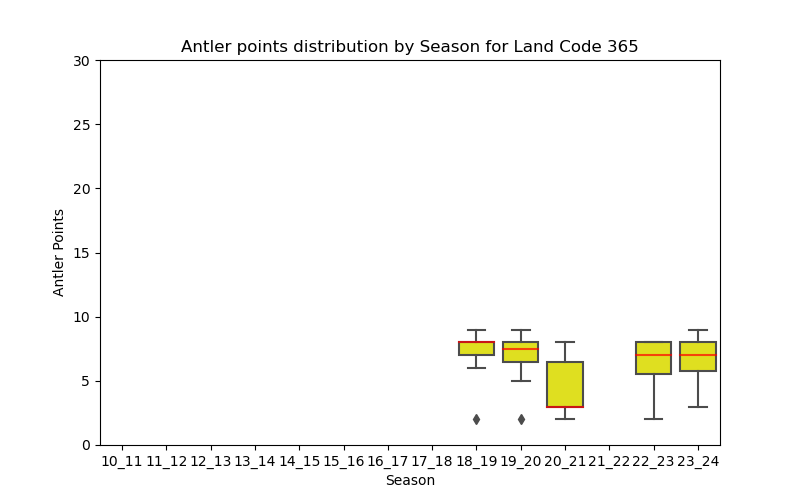 Antler points distribution by Season for Land Code 365
30
25
20
15
10
5
0
Antler Points
10_11 11_12 12_13 13_14 14_15 15_16 16_17 17_18 18_19 19_20 20_21 21_22 22_23 23_24
Season